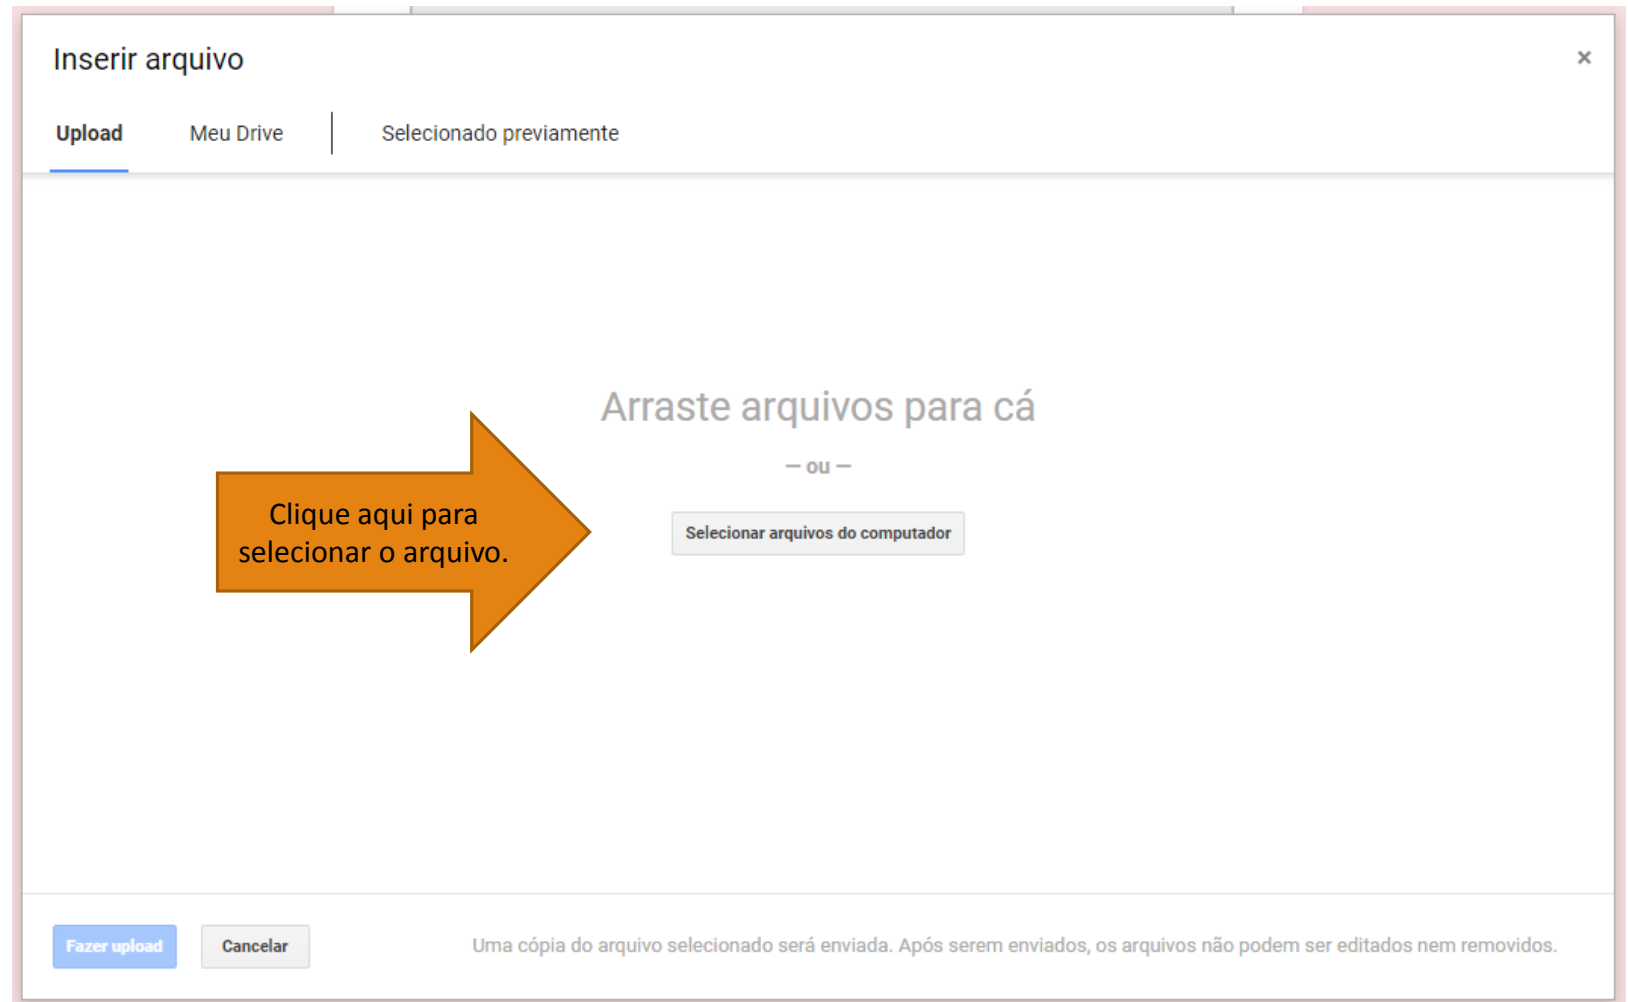 Inserir arquivo
×
Upload Meu Drive Selecionado previamente
Arraste arquivos para cá
— ou —
Clique aqui para
selecionar o arquivo.
Selecionar arquivos do computador
Fazer upload Cancelar Uma cópia do arquivo selecionado será enviada. Após serem enviados, os arquivos não podem ser editados nem removidos.